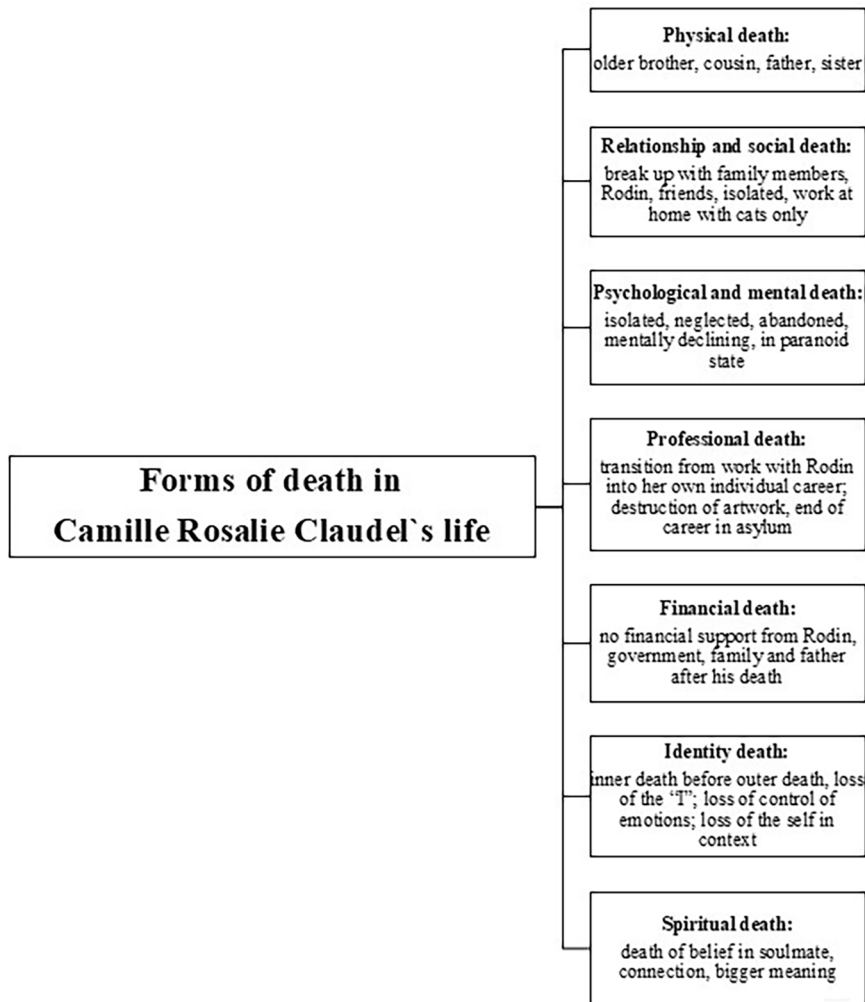 Forms of death in
Camille Rosalie Claudel`s life
Physical death:
older brother, cousin, father, sister
Relationship and social death:
break up with family members,
Rodin, friends, isolated, work at
home with cats only
Psychological and mental death:
isolated, neglected, abandoned,
mentally declining, in paranoid
state
Professional death:
transition from work with Rodin
into her own individual career;
destruction of artwork, end of
career in asylum
Financial death:
no financial support from Rodin,
government, family and father
after his death
Identity death:
inner death before outer death, loss
of the “I”; loss of control of
emotions; loss of the self in
context
Spiritual death:
death of belief in soulmate,
connection, bigger meaning